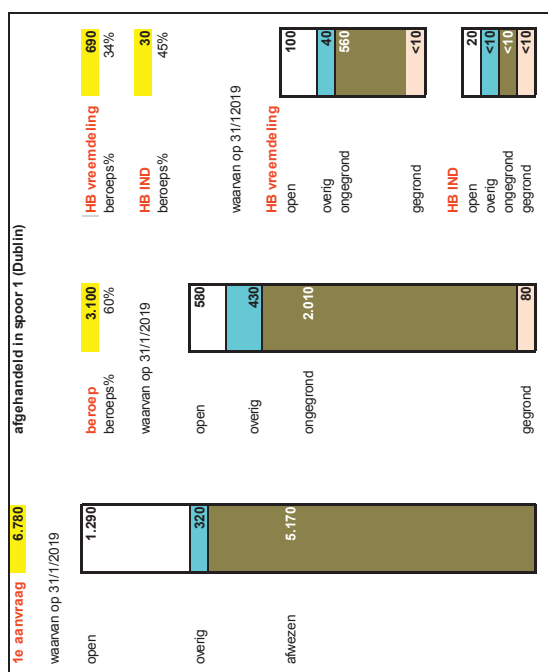 1e aanvraag 6.780 afgehandeld in spoor 1 (Dublin)
waarvan op 31/1/2019
open 1.290
overig 320
afwezen 5.170
beroep 3.100
beroeps% 60%
waarvan op 31/1/2019
open 580
overig 430
ongegrond 2.010
gegrond 80
HB vreemdeling 690
beroeps% 34%
HB IND 30
beroeps% 45%
waarvan op 31/12019
HB vreemdeling
open 100
overig 40
ongegrond 560
gegrond <10
HB IND
open 20
overig <10
ongegrond <10
gegrond <10